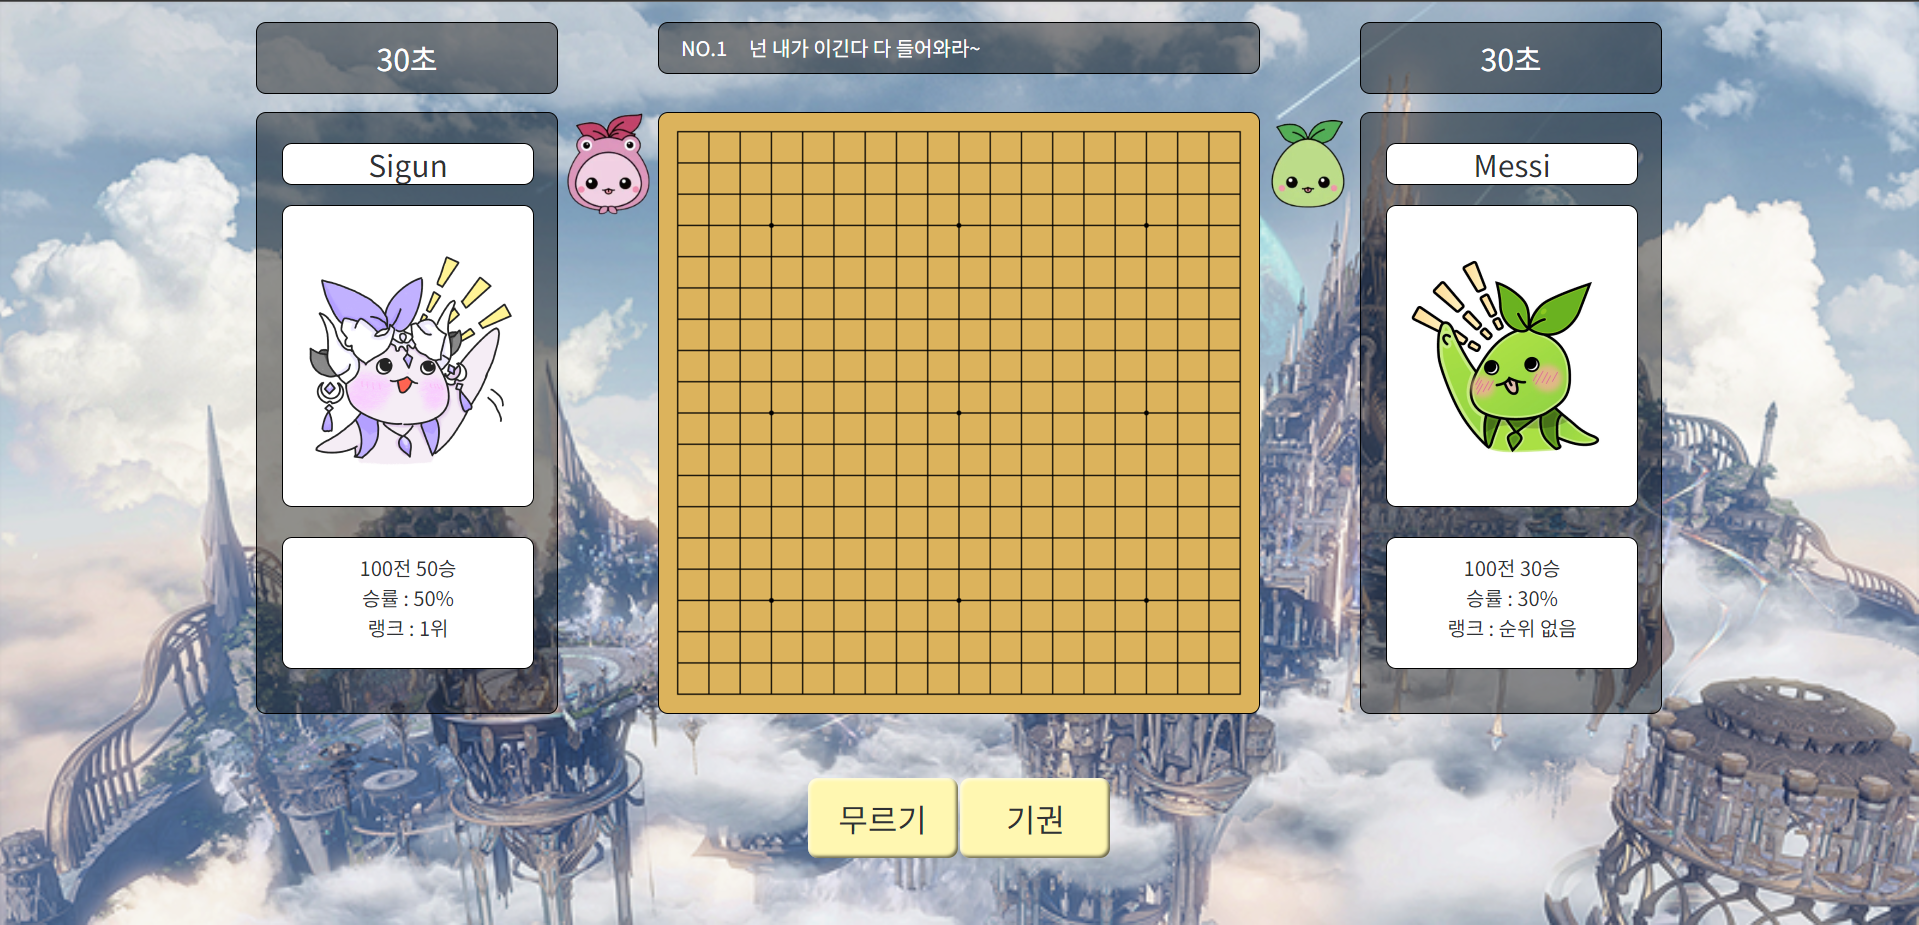 30초
NO.1 넌 내가 이긴다 다 들어와라~
30초
Sigun
100전 50승
승률 : 50%
랭크 : 1위
Messi
100전 30승
승률 : 30%
랭크 : 순위 없음
무르기
기권